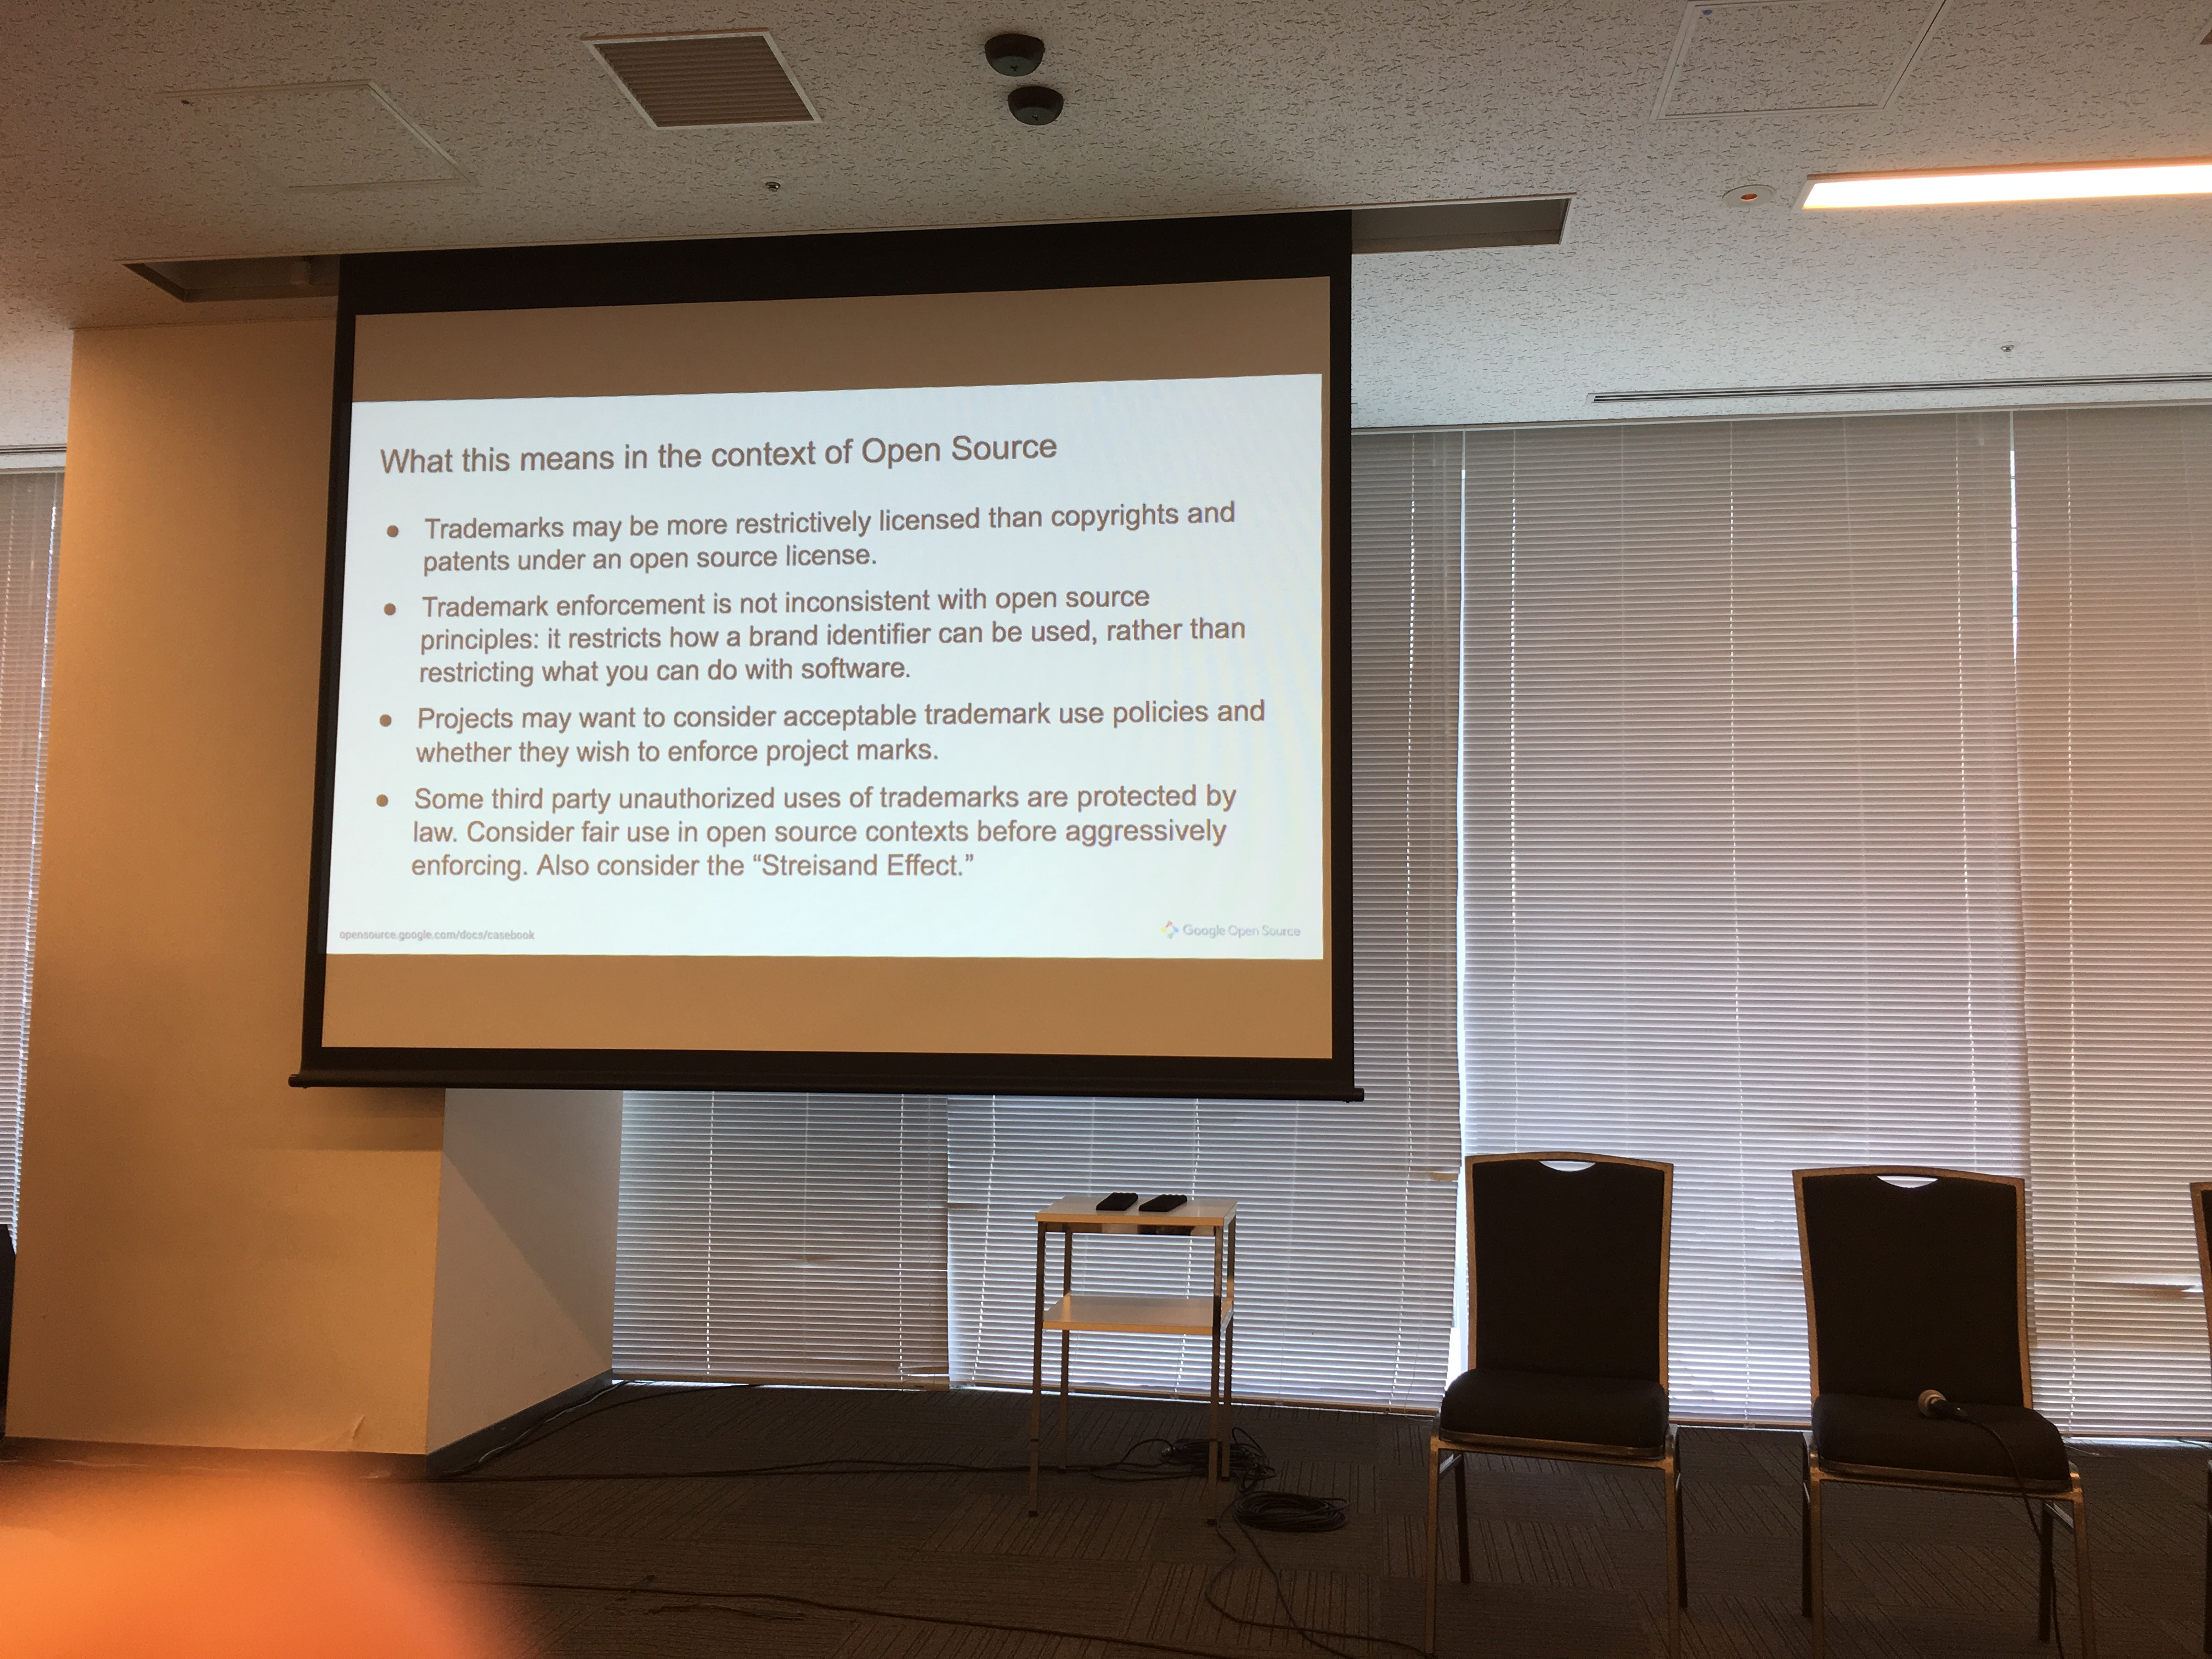 What this means in the context of Open Source
● Trademarks may be more restrictively licensed than copyrights and
patents under an open source license.
● Trademark enforcement is not inconsistent with open source
principles: it restricts how a brand identifier can be used, rather than
restricting what you can do with software.
● Projects may want to consider acceptable trademark use policies and
whether they wish to enforce project marks.
● Some third party unauthorized uses of trademarks are protected by
law. Consider fair use in open source contexts before aggressively
enforcing. Also consider the “Streisand Effect.”
opensource.google.com/docs/casebook
Google Open Source